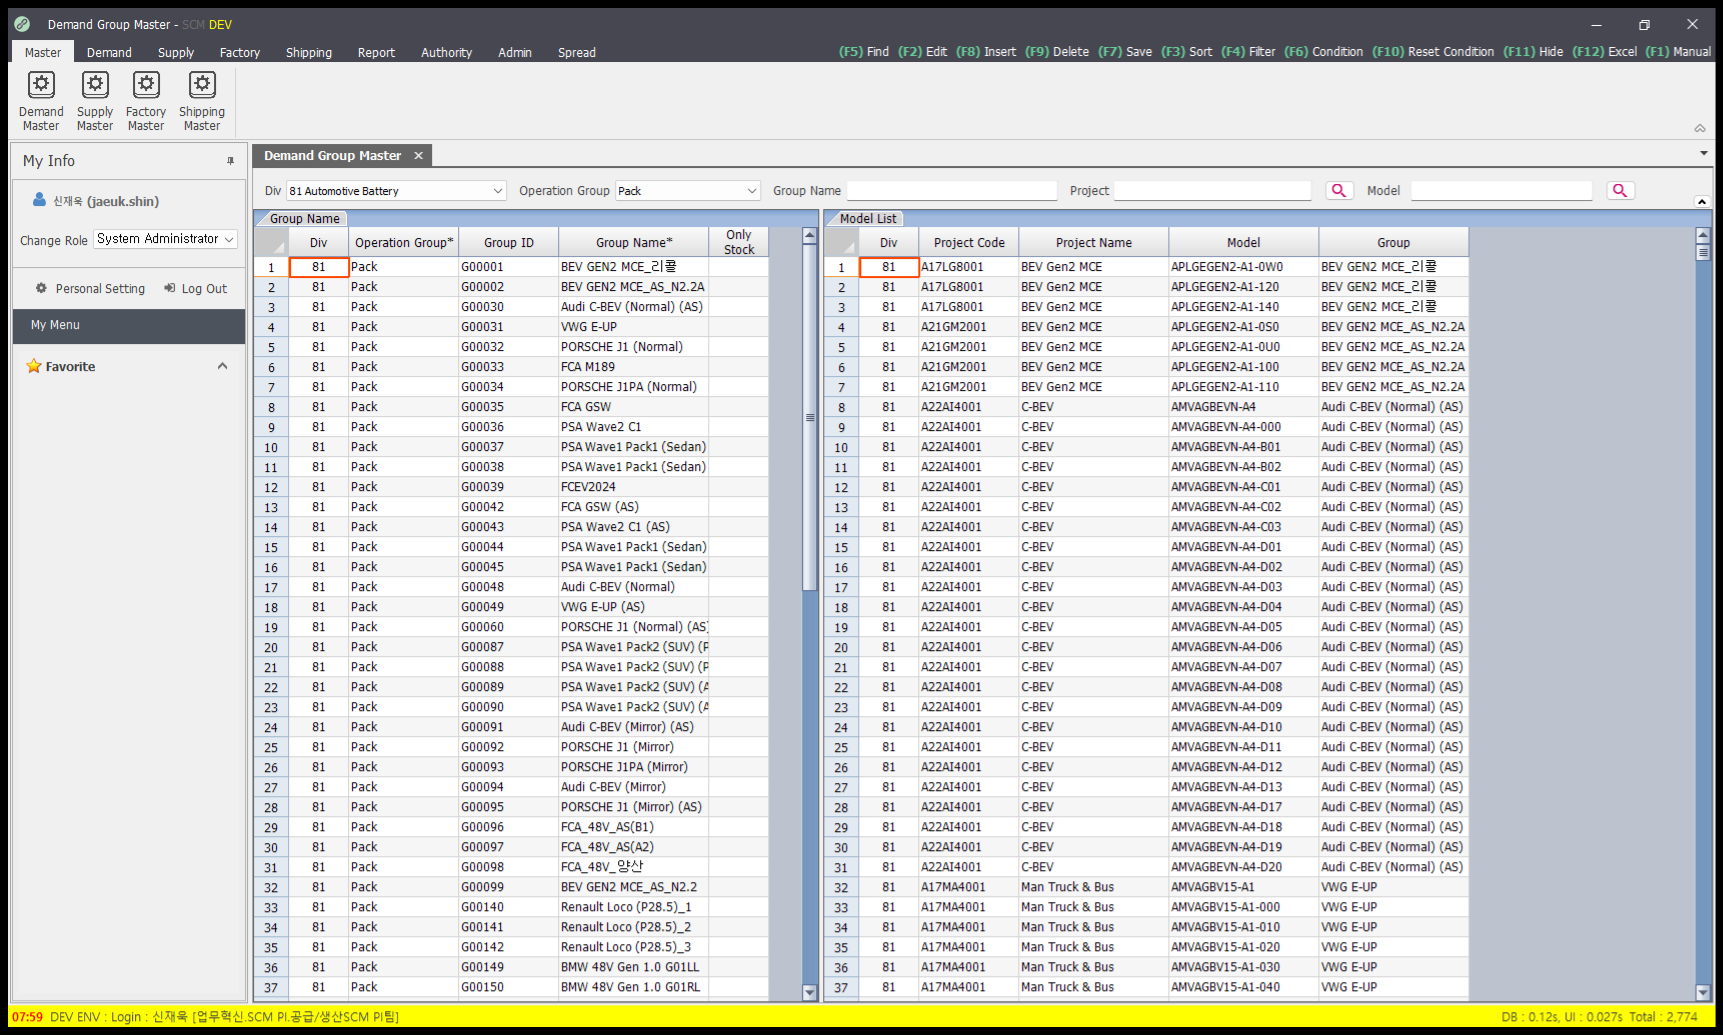 Demand Group Master - SCM DEV
Master Demand Supply Factory Shipping Report Authority Admin Spread (F5) Find (F2) Edit (F8) Insert (F9) Delete (F7) Save (F3) Sort (F4) Filter (F6) Condition (F10) Reset Condition (F11) Hide (F12) Excel (F1) Manual
Demand Master
Supply Master
Factory Master
Shipping Master
My Info
신재욱 (jaeuk.shin)
Change Role System Administrator
Personal Setting Log Out
My Menu
Favorite
Demand Group Master
Div 81 Automotive Battery Operation Group Pack Group Name Project Model
Group Name
Div Operation Group* Group ID Group Name* Only Stock
1 81 Pack G00001 BEV GEN2 MCE_리콜
2 81 Pack G00002 BEV GEN2 MCE_AS_N2.2A
3 81 Pack G00030 Audi C-BEV (Normal) (AS)
4 81 Pack G00031 VWG E-UP
5 81 Pack G00032 PORSCHE J1 (Normal)
6 81 Pack G00033 FCA M189
7 81 Pack G00034 PORSCHE J1PA (Normal)
8 81 Pack G00035 FCA GSW
9 81 Pack G00036 PSA Wave2 C1
10 81 Pack G00037 PSA Wave1 Pack1 (Sedan)
11 81 Pack G00038 PSA Wave1 Pack1 (Sedan)
12 81 Pack G00039 FCEV2024
13 81 Pack G00042 FCA GSW (AS)
14 81 Pack G00043 PSA Wave2 C1 (AS)
15 81 Pack G00044 PSA Wave1 Pack1 (Sedan)
16 81 Pack G00045 PSA Wave1 Pack1 (Sedan)
17 81 Pack G00048 Audi C-BEV (Normal)
18 81 Pack G00049 VWG E-UP (AS)
19 81 Pack G00060 PORSCHE J1 (Normal) (AS)
20 81 Pack G00087 PSA Wave1 Pack2 (SUV) (P
21 81 Pack G00088 PSA Wave1 Pack2 (SUV) (P
22 81 Pack G00089 PSA Wave1 Pack2 (SUV) (A
23 81 Pack G00090 PSA Wave1 Pack2 (SUV) (A
24 81 Pack G00091 Audi C-BEV (Mirror) (AS)
25 81 Pack G00092 PORSCHE J1 (Mirror)
26 81 Pack G00093 PORSCHE J1PA (Mirror)
27 81 Pack G00094 Audi C-BEV (Mirror)
28 81 Pack G00095 PORSCHE J1 (Mirror) (AS)
29 81 Pack G00096 FCA_48V_AS(B1)
30 81 Pack G00097 FCA_48V_AS(A2)
31 81 Pack G00098 FCA_48V_양산
32 81 Pack G00099 BEV GEN2 MCE_AS_N2.2
33 81 Pack G00140 Renault Loco (P28.5)_1
34 81 Pack G00141 Renault Loco (P28.5)_2
35 81 Pack G00142 Renault Loco (P28.5)_3
36 81 Pack G00149 BMW 48V Gen 1.0 G01LL
37 81 Pack G00150 BMW 48V Gen 1.0 G01RL
Model List
Div Project Code Project Name Model Group
1 81 A17LG8001 BEV Gen2 MCE APLGEGEN2-A1-0W0 BEV GEN2 MCE_리콜
2 81 A17LG8001 BEV Gen2 MCE APLGEGEN2-A1-120 BEV GEN2 MCE_리콜
3 81 A17LG8001 BEV Gen2 MCE APLGEGEN2-A1-140 BEV GEN2 MCE_리콜
4 81 A21GM2001 BEV Gen2 MCE APLGEGEN2-A1-0S0 BEV GEN2 MCE_AS_N2.2A
5 81 A21GM2001 BEV Gen2 MCE APLGEGEN2-A1-0U0 BEV GEN2 MCE_AS_N2.2A
6 81 A21GM2001 BEV Gen2 MCE APLGEGEN2-A1-100 BEV GEN2 MCE_AS_N2.2A
7 81 A21GM2001 BEV Gen2 MCE APLGEGEN2-A1-110 BEV GEN2 MCE_AS_N2.2A
8 81 A22AI4001 C-BEV AMVAGBEVN-A4 Audi C-BEV (Normal) (AS)
9 81 A22AI4001 C-BEV AMVAGBEVN-A4-000 Audi C-BEV (Normal) (AS)
10 81 A22AI4001 C-BEV AMVAGBEVN-A4-B01 Audi C-BEV (Normal) (AS)
11 81 A22AI4001 C-BEV AMVAGBEVN-A4-B02 Audi C-BEV (Normal) (AS)
12 81 A22AI4001 C-BEV AMVAGBEVN-A4-C01 Audi C-BEV (Normal) (AS)
13 81 A22AI4001 C-BEV AMVAGBEVN-A4-C02 Audi C-BEV (Normal) (AS)
14 81 A22AI4001 C-BEV AMVAGBEVN-A4-C03 Audi C-BEV (Normal) (AS)
15 81 A22AI4001 C-BEV AMVAGBEVN-A4-D01 Audi C-BEV (Normal) (AS)
16 81 A22AI4001 C-BEV AMVAGBEVN-A4-D02 Audi C-BEV (Normal) (AS)
17 81 A22AI4001 C-BEV AMVAGBEVN-A4-D03 Audi C-BEV (Normal) (AS)
18 81 A22AI4001 C-BEV AMVAGBEVN-A4-D04 Audi C-BEV (Normal) (AS)
19 81 A22AI4001 C-BEV AMVAGBEVN-A4-D05 Audi C-BEV (Normal) (AS)
20 81 A22AI4001 C-BEV AMVAGBEVN-A4-D06 Audi C-BEV (Normal) (AS)
21 81 A22AI4001 C-BEV AMVAGBEVN-A4-D07 Audi C-BEV (Normal) (AS)
22 81 A22AI4001 C-BEV AMVAGBEVN-A4-D08 Audi C-BEV (Normal) (AS)
23 81 A22AI4001 C-BEV AMVAGBEVN-A4-D09 Audi C-BEV (Normal) (AS)
24 81 A22AI4001 C-BEV AMVAGBEVN-A4-D10 Audi C-BEV (Normal) (AS)
25 81 A22AI4001 C-BEV AMVAGBEVN-A4-D11 Audi C-BEV (Normal) (AS)
26 81 A22AI4001 C-BEV AMVAGBEVN-A4-D12 Audi C-BEV (Normal) (AS)
27 81 A22AI4001 C-BEV AMVAGBEVN-A4-D13 Audi C-BEV (Normal) (AS)
28 81 A22AI4001 C-BEV AMVAGBEVN-A4-D17 Audi C-BEV (Normal) (AS)
29 81 A22AI4001 C-BEV AMVAGBEVN-A4-D18 Audi C-BEV (Normal) (AS)
30 81 A22AI4001 C-BEV AMVAGBEVN-A4-D19 Audi C-BEV (Normal) (AS)
31 81 A22AI4001 C-BEV AMVAGBEVN-A4-D20 Audi C-BEV (Normal) (AS)
32 81 A17MA4001 Man Truck & Bus AMVAGBV15-A1 VWG E-UP
33 81 A17MA4001 Man Truck & Bus AMVAGBV15-A1-000 VWG E-UP
34 81 A17MA4001 Man Truck & Bus AMVAGBV15-A1-010 VWG E-UP
35 81 A17MA4001 Man Truck & Bus AMVAGBV15-A1-020 VWG E-UP
36 81 A17MA4001 Man Truck & Bus AMVAGBV15-A1-030 VWG E-UP
37 81 A17MA4001 Man Truck & Bus AMVAGBV15-A1-040 VWG E-UP
07:59 DEV ENV : Login : 신재욱 [업무혁신.SCM PI.공급/생산SCM PI팀] DB : 0.12s, UI : 0.027s Total : 2,774